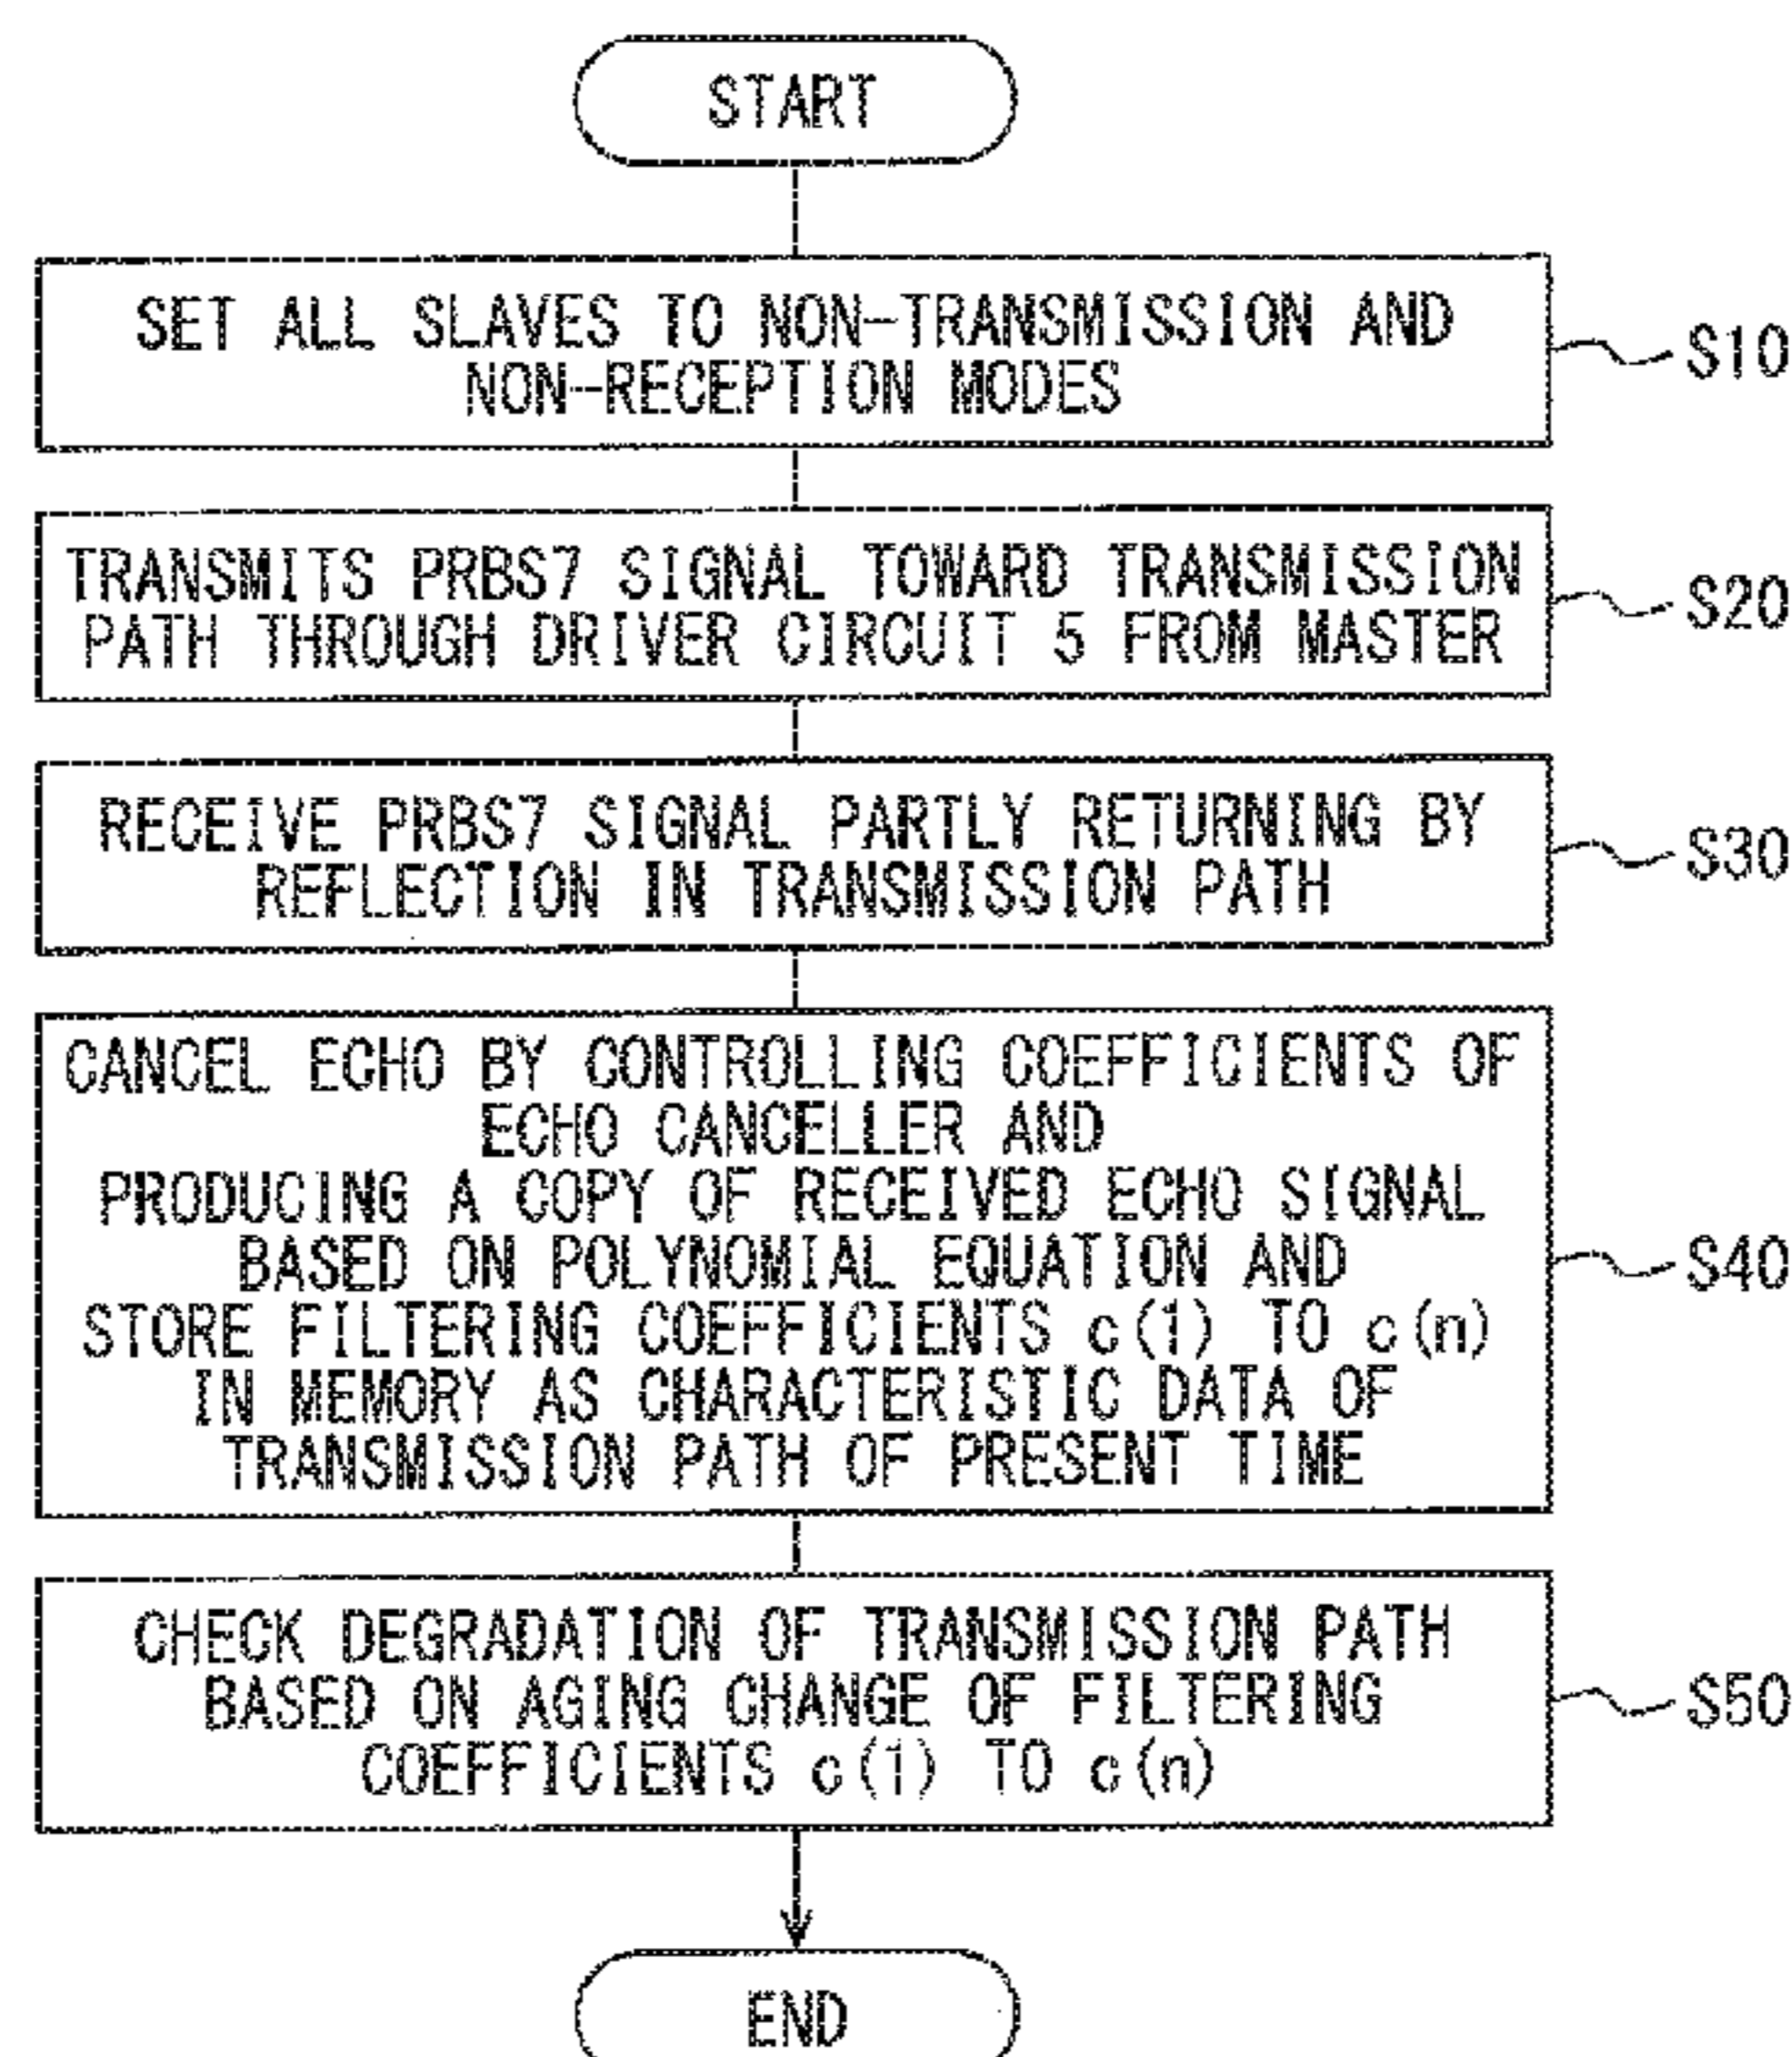 START
SET ALL SLAVES TO NON-TRANSMISSION AND
NON-RECEPTION MODES
S10
TRANSMITS PRBS7 SIGNAL TOWARD TRANSMISSION
PATH THROUGH DRIVER CIRCUIT 5 FROM MASTER
S20
RECEIVE PRBS7 SIGNAL PARTLY RETURNING BY
REFLECTION IN TRANSMISSION PATH
S30
CANCEL ECHO BY CONTROLLING COEFFICIENTS OF
ECHO CANCELLER AND
PRODUCING A COPY OF RECEIVED ECHO SIGNAL
BASED ON POLYNOMIAL EQUATION AND
STORE FILTERING COEFFICIENTS c(1) TO c(n)
IN MEMORY AS CHARACTERISTIC DATA OF
TRANSMISSION PATH OF PRESENT TIME
S40
CHECK DEGRADATION OF TRANSMISSION PATH
BASED ON AGING CHANGE OF FILTERING
COEFFICIENTS c(1) TO c(n)
S50
END